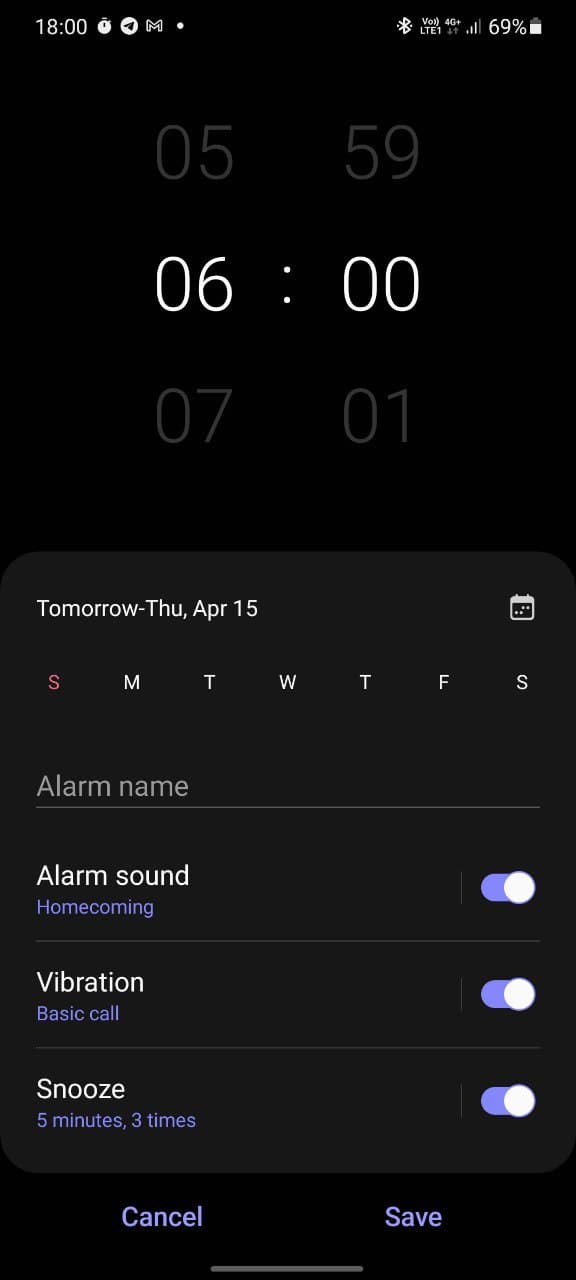 18:00 Vo)) LTE1 4G+ 69%
05 59
06 : 00
07 01
Tomorrow-Thu, Apr 15
S M T W T F S
Alarm name
Alarm sound
Homecoming
Vibration
Basic call
Snooze
5 minutes, 3 times
Cancel Save